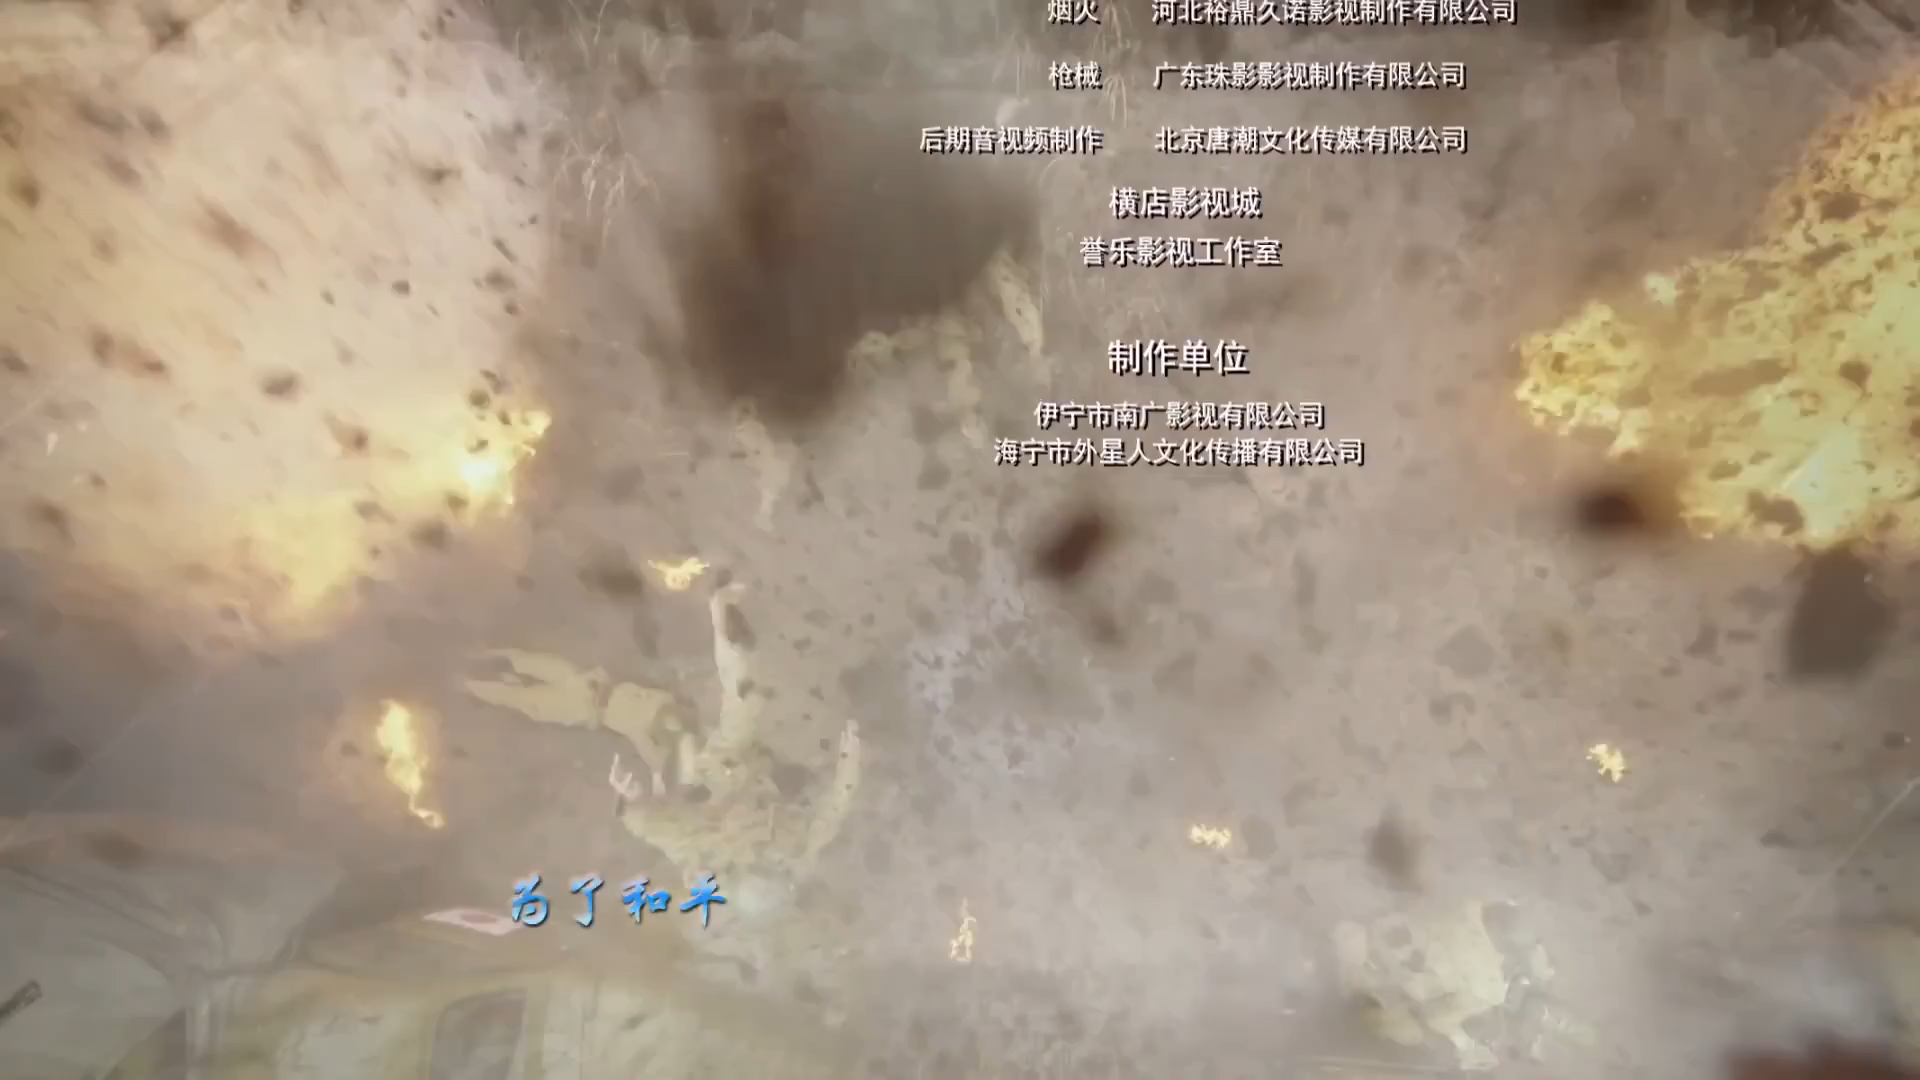 烟火 河北裕鼎久诺影视制作有限公司
枪械 广东珠影影视制作有限公司
后期音视频制作 北京唐潮文化传媒有限公司
横店影视城
誉乐影视工作室
制作单位
伊宁市南广影视有限公司
海宁市外星人文化传播有限公司
为了和平